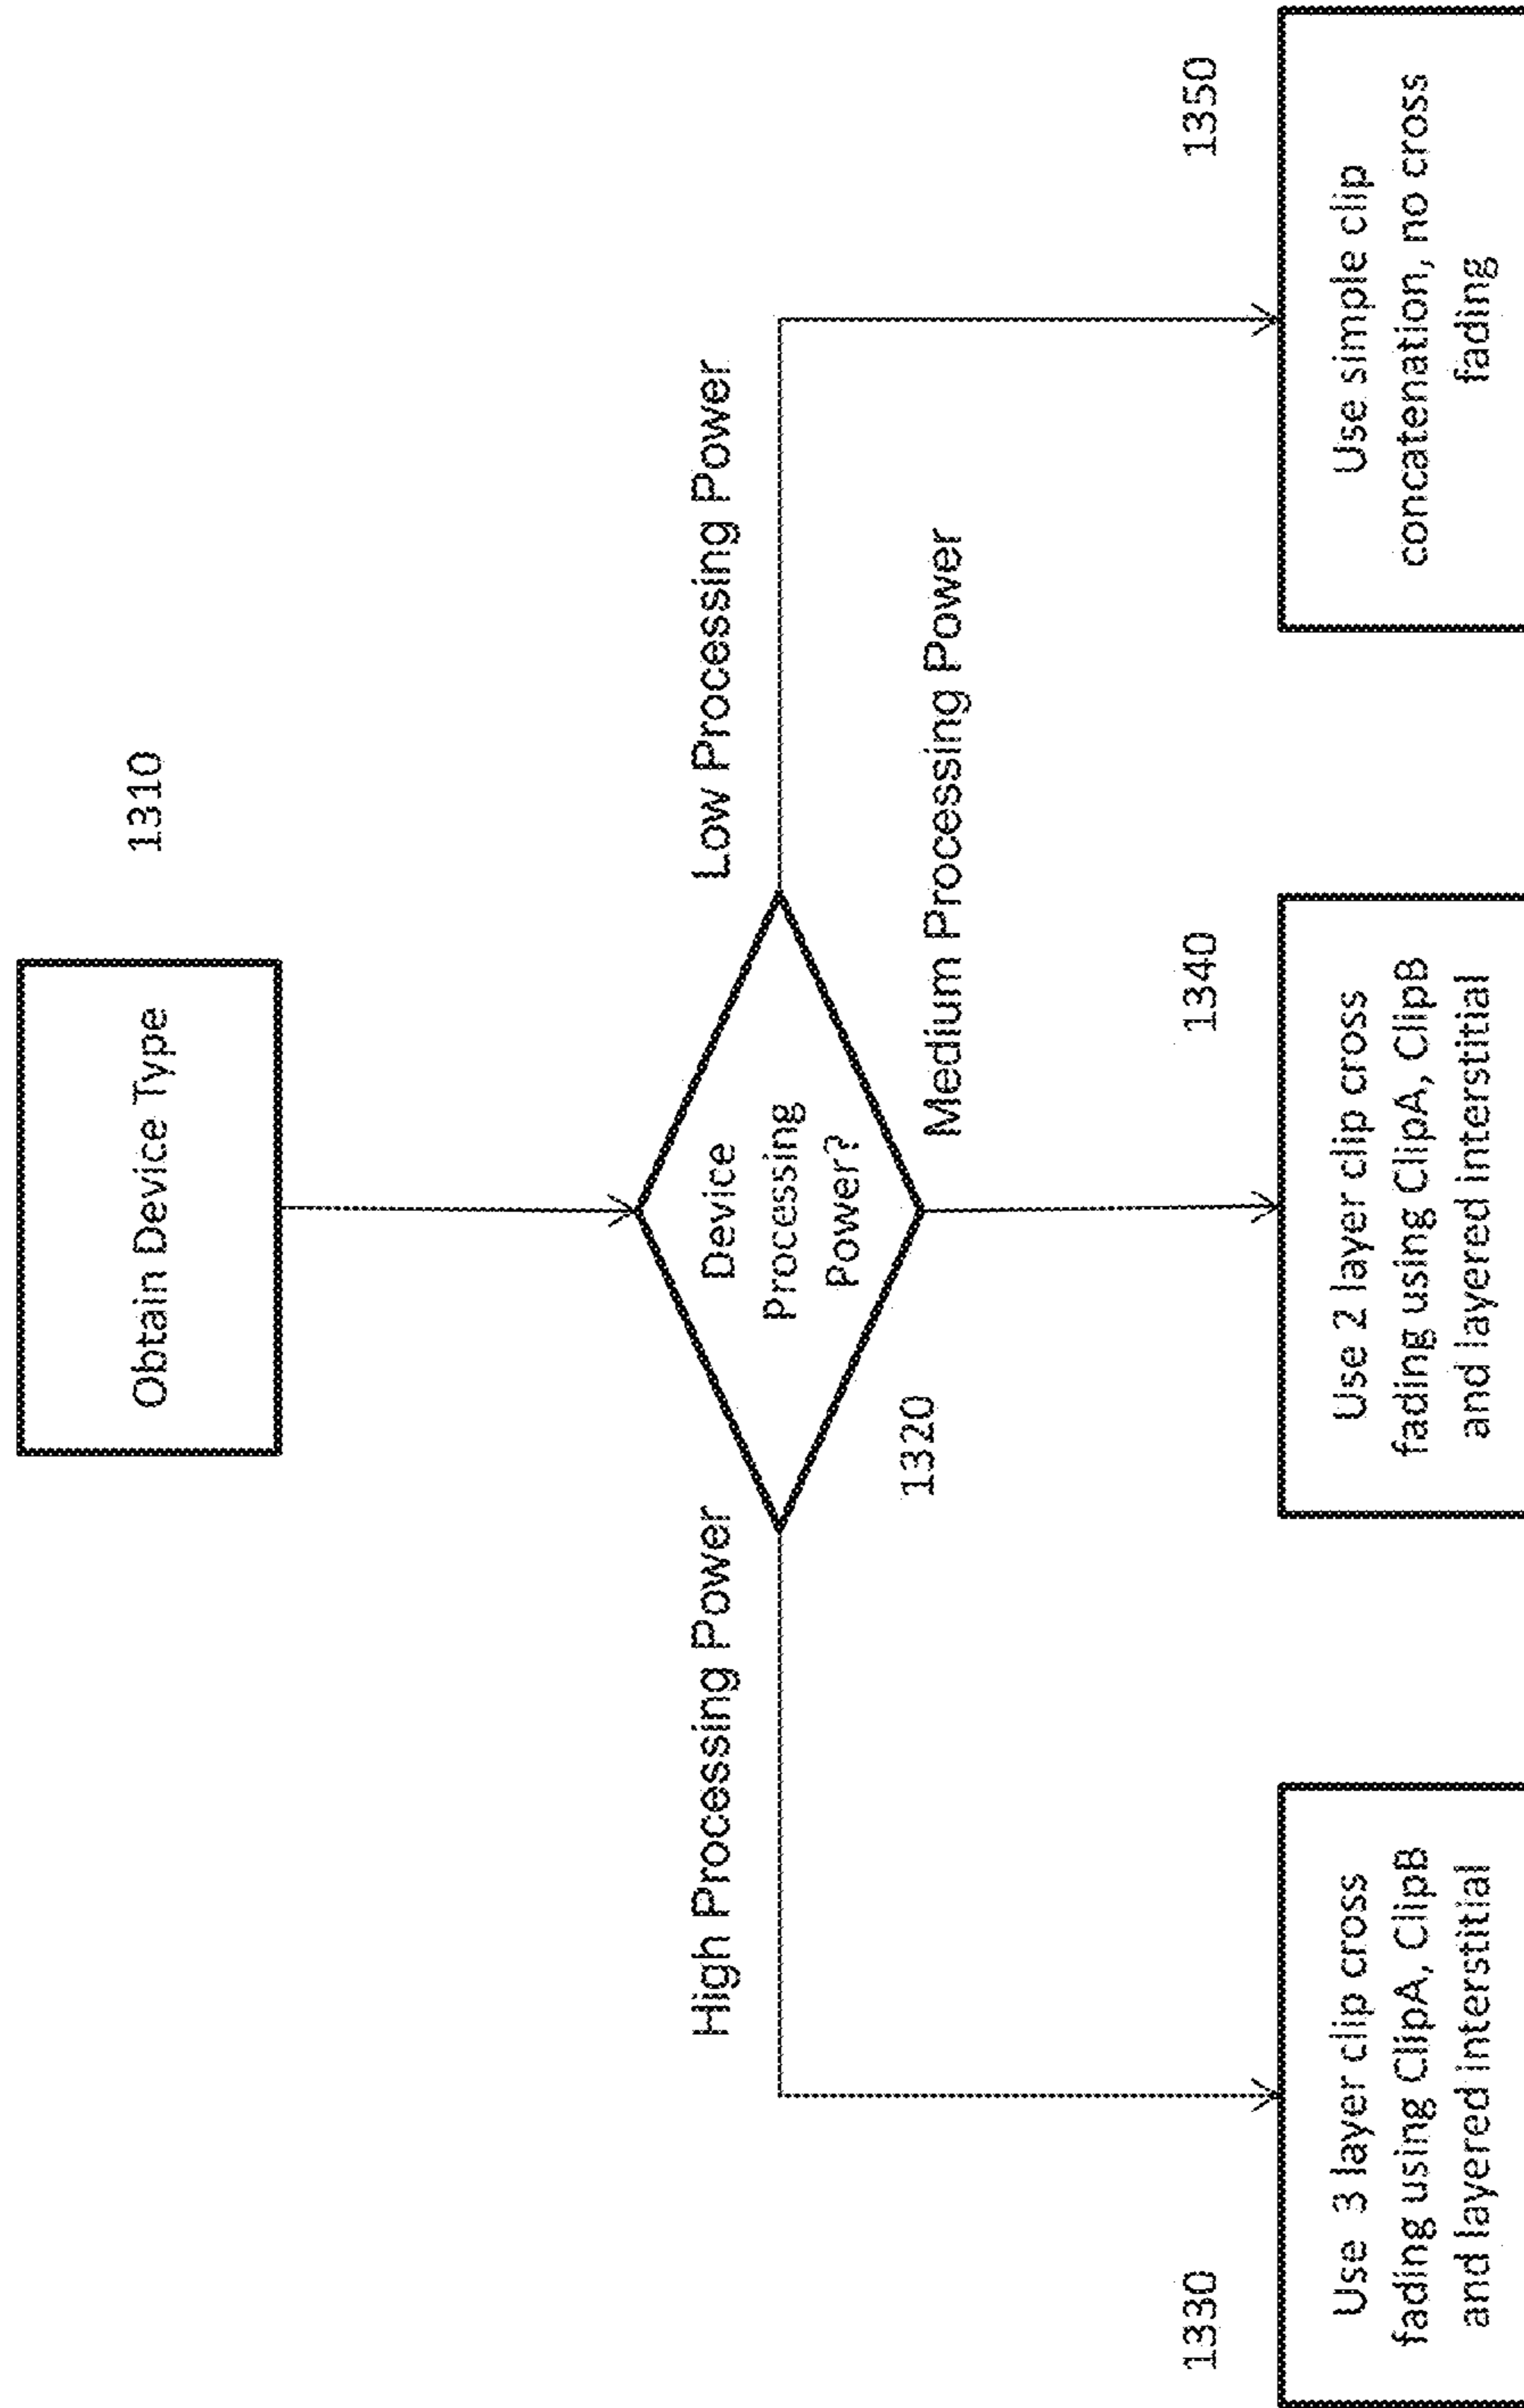 1310
Obtain Device Type
High Processing Power
Low Processing Power
Device
Processing
Power?
1320
Medium Processing Power
1330
1340
1350
Use 3 layer clip cross
fading using ClipA, ClipB
and layered interstitial
Use 2 layer clip cross
fading using ClipA, ClipB
and layered interstitial
Use simple clip
concatenation, no cross
fading